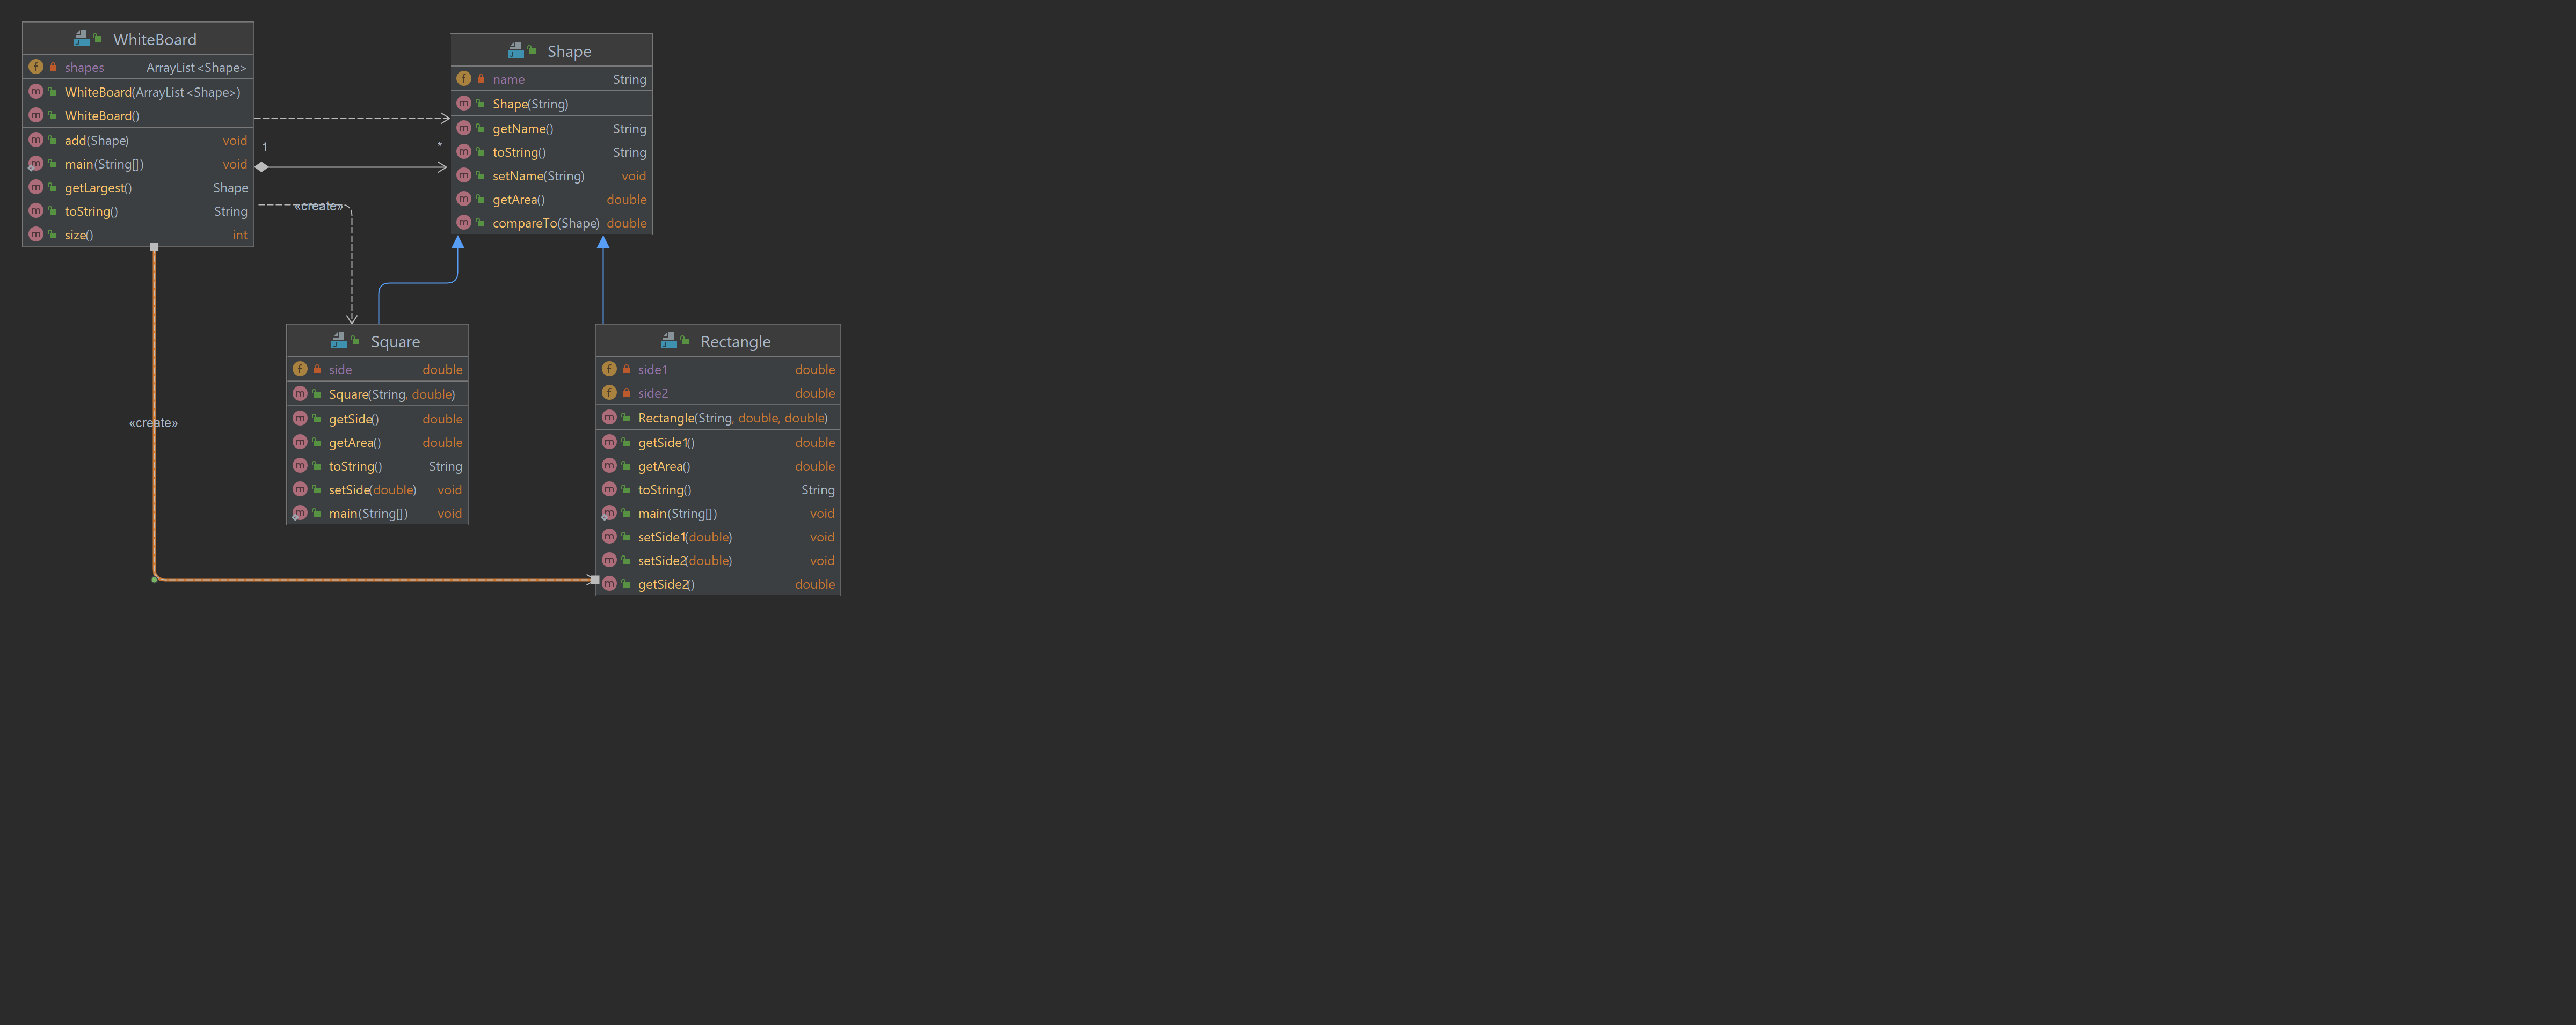 WhiteBoard
shapes ArrayList<Shape>
WhiteBoard(ArrayList<Shape>)
WhiteBoard()
add(Shape) void
main(String[]) void
getLargest() Shape
toString() String
size() int
1
*
«create»
«create»
Shape
name String
Shape(String)
getName() String
toString() String
setName(String) void
getArea() double
compareTo(Shape) double
Square
side double
Square(String, double)
getSide() double
getArea() double
toString() String
setSide(double) void
main(String[]) void
Rectangle
side1 double
side2 double
Rectangle(String, double, double)
getSide1() double
getArea() double
toString() String
main(String[]) void
setSide1(double) void
setSide2(double) void
getSide2() double